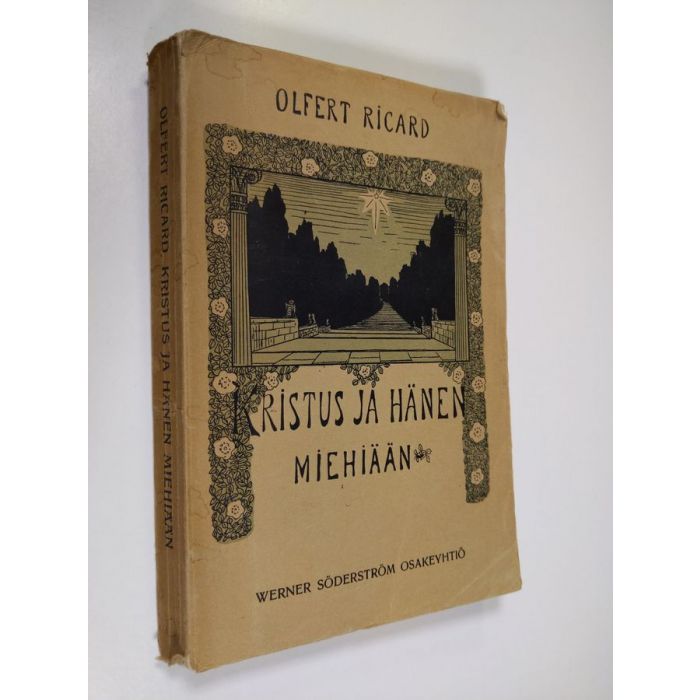 OLFERT RICARD
KRISTUS JA HÄNEN
MIEHIÄÄN
WERNER SÖDERSTRÖM OSAKEYHTIÖ
OLFERT RICARD. KRISTUS JA HÄNEN MIEHIÄÄN